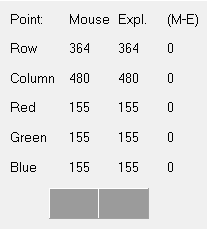 Point: Mouse Expl. (M-E)
Row 364 364 0
Column 480 480 0
Red 155 155 0
Green 155 155 0
Blue 155 155 0